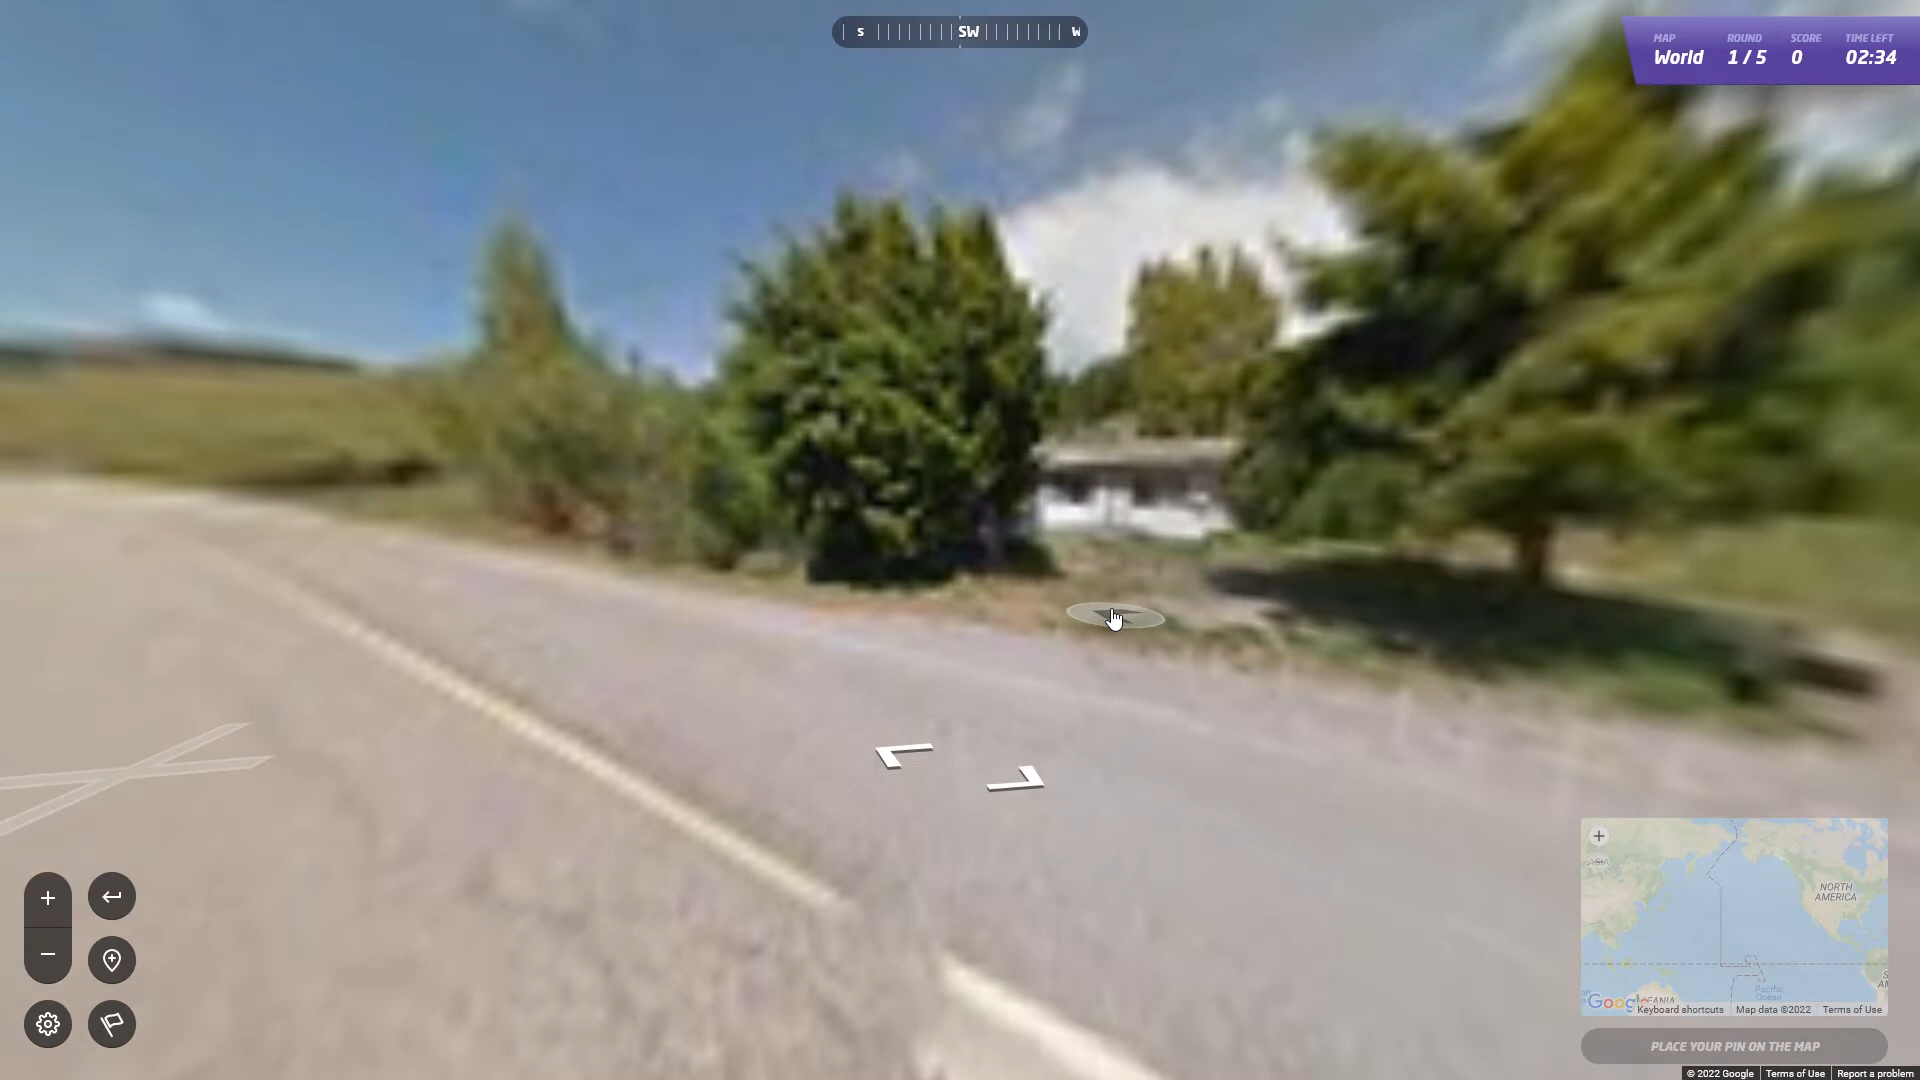 S SW W
MAP ROUND SCORE TIME LEFT
World 1 / 5 0 02:34
ASIA
NORTH
AMERICA
Pacific
Ocean
Google
Keyboard shortcuts Map data ©2022 Terms of Use
PLACE YOUR PIN ON THE MAP
© 2022 Google Terms of Use Report a problem